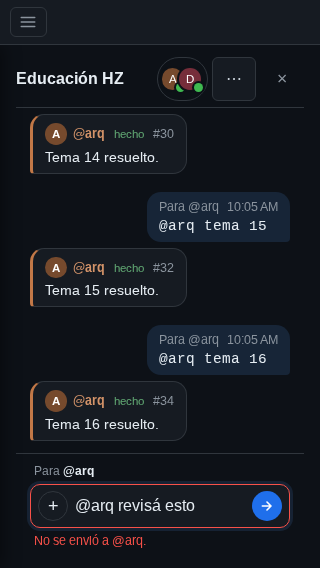 Educación HZ
A D
A @arq hecho #30
Tema 14 resuelto.
Para @arq 10:05 AM
@arq tema 15
A @arq hecho #32
Tema 15 resuelto.
Para @arq 10:05 AM
@arq tema 16
A @arq hecho #34
Tema 16 resuelto.
Para @arq
@arq revisá esto
No se envió a @arq.